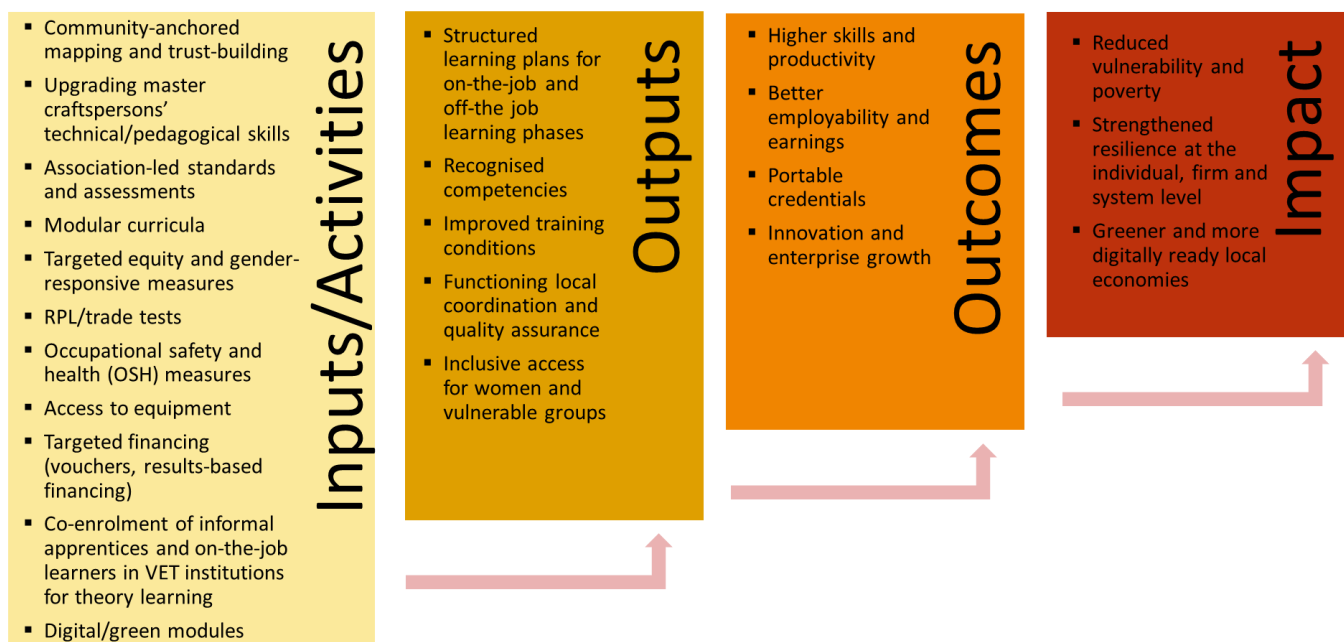 ▪ Community-anchored
mapping and trust-building
▪ Upgrading master
craftspersons’
technical/pedagogical skills
▪ Association-led standards
and assessments
▪ Modular curricula
▪ Targeted equity and gender-
responsive measures
▪ RPL/trade tests
▪ Occupational safety and
health (OSH) measures
▪ Access to equipment
▪ Targeted financing
(vouchers, results-based
financing)
▪ Co-enrolment of informal
apprentices and on-the-job
learners in VET institutions
for theory learning
▪ Digital/green modules
Inputs/Activities
▪ Structured
learning plans for
on-the-job and
off-the job
learning phases
▪ Recognised
competencies
▪ Improved training
conditions
▪ Functioning local
coordination and
quality assurance
▪ Inclusive access
for women and
vulnerable groups
Outputs
▪ Higher skills and
productivity
▪ Better
employability and
earnings
▪ Portable
credentials
▪ Innovation and
enterprise growth
Outcomes
▪ Reduced
vulnerability and
poverty
▪ Strengthened
resilience at the
individual, firm and
system level
▪ Greener and more
digitally ready local
economies
Impact